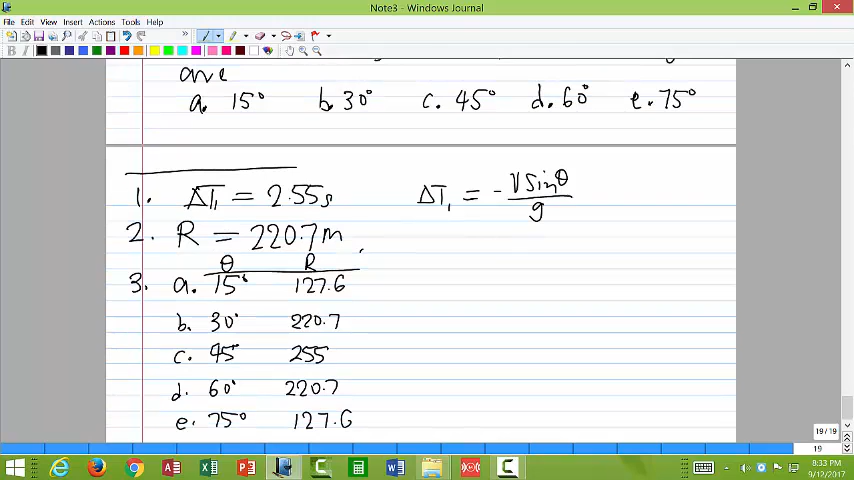 Note3 - Windows Journal
File Edit View Insert Actions Tools Help
are
a. 15° b. 30° c. 45° d. 60° e. 75°
1. ΔT₁ = 2.55s ΔT₁ = - V sinθ / g
2. R = 220.7m
θ R
3. a. 15° 127.6
b. 30° 220.7
c. 45° 255
d. 60° 220.7
e. 75° 127.6
19/19
19
8:33 PM
9/12/2017